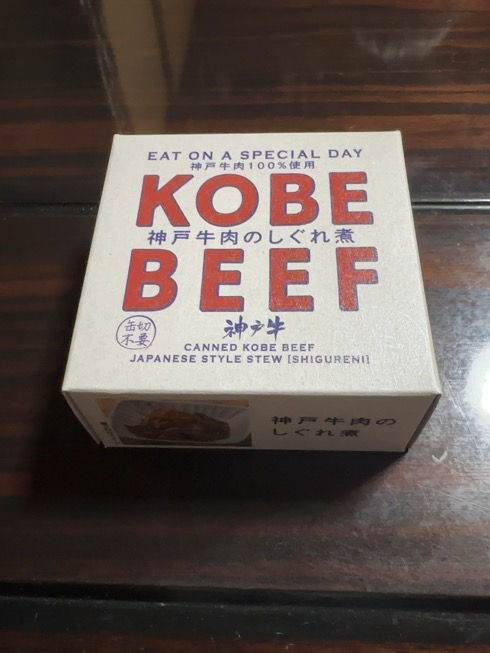 EAT ON A SPECIAL DAY
神戸牛肉100%使用
KOBE
神戸牛肉のしぐれ煮
BEEF
缶切
不要
神戸牛
CANNED KOBE BEEF
JAPANESE STYLE STEW [SHIGURENI]
神戸牛肉の
しぐれ煮